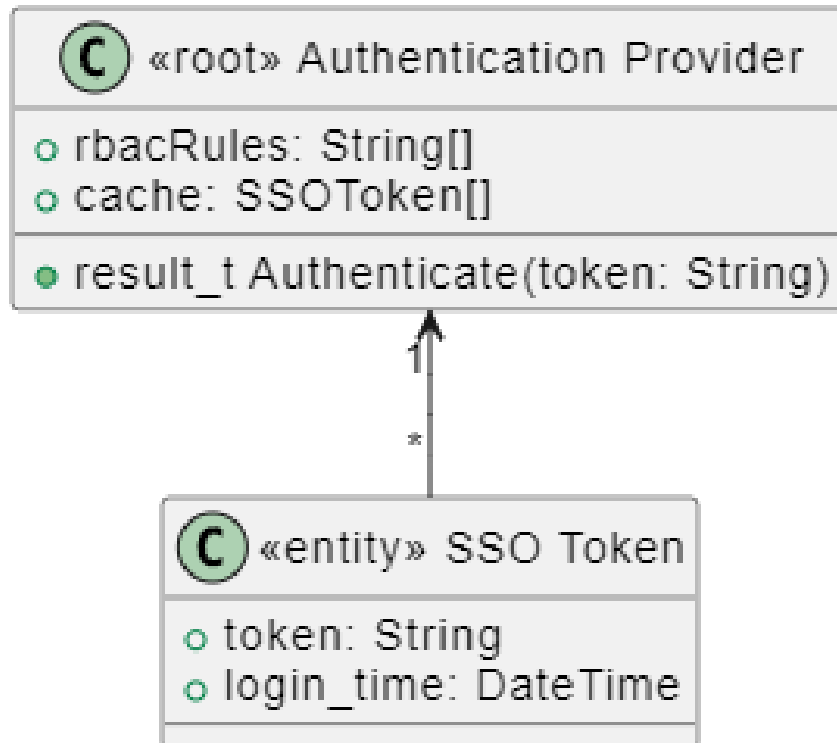 C «root» Authentication Provider
rbacRules: String[]
cache: SSOToken[]
result_t Authenticate(token: String)
1
*
C «entity» SSO Token
token: String
login_time: DateTime